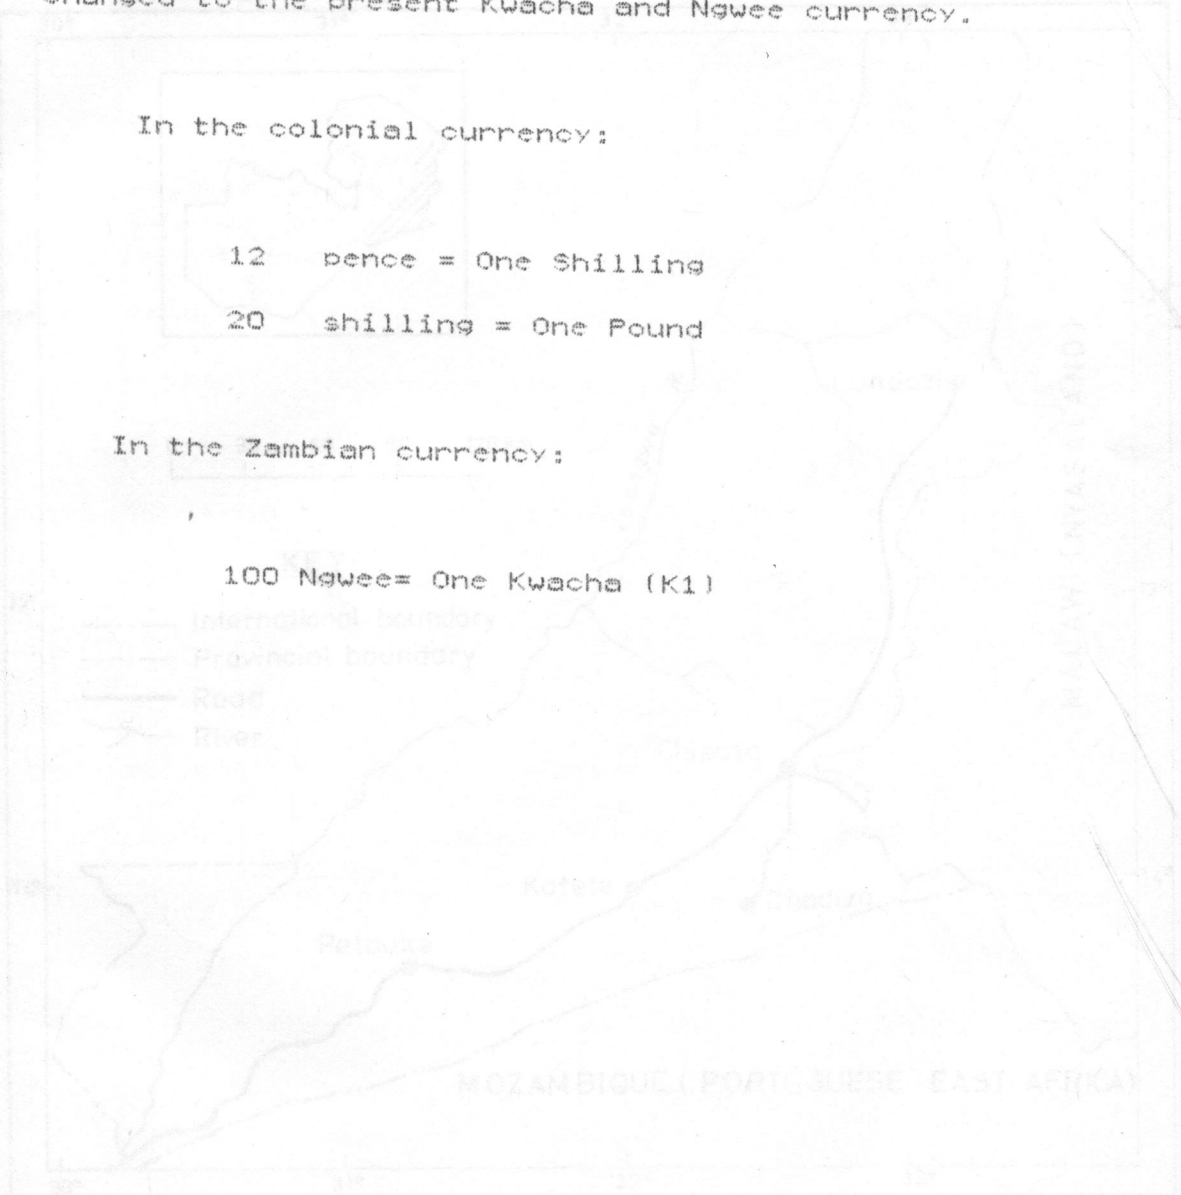 changed to the present Kwacha and Ngwee currency.
In the colonial currency:
12 pence = One Shilling
20 shilling = One Pound
In the Zambian currency:
100 Ngwee= One Kwacha (K1)
KEY
International boundary
Provincial boundary
Road
River
MALAWI (NYASALAND)
Katete
Petauke
MOZAMBIQUE (PORTUGUESE EAST AFRICA)